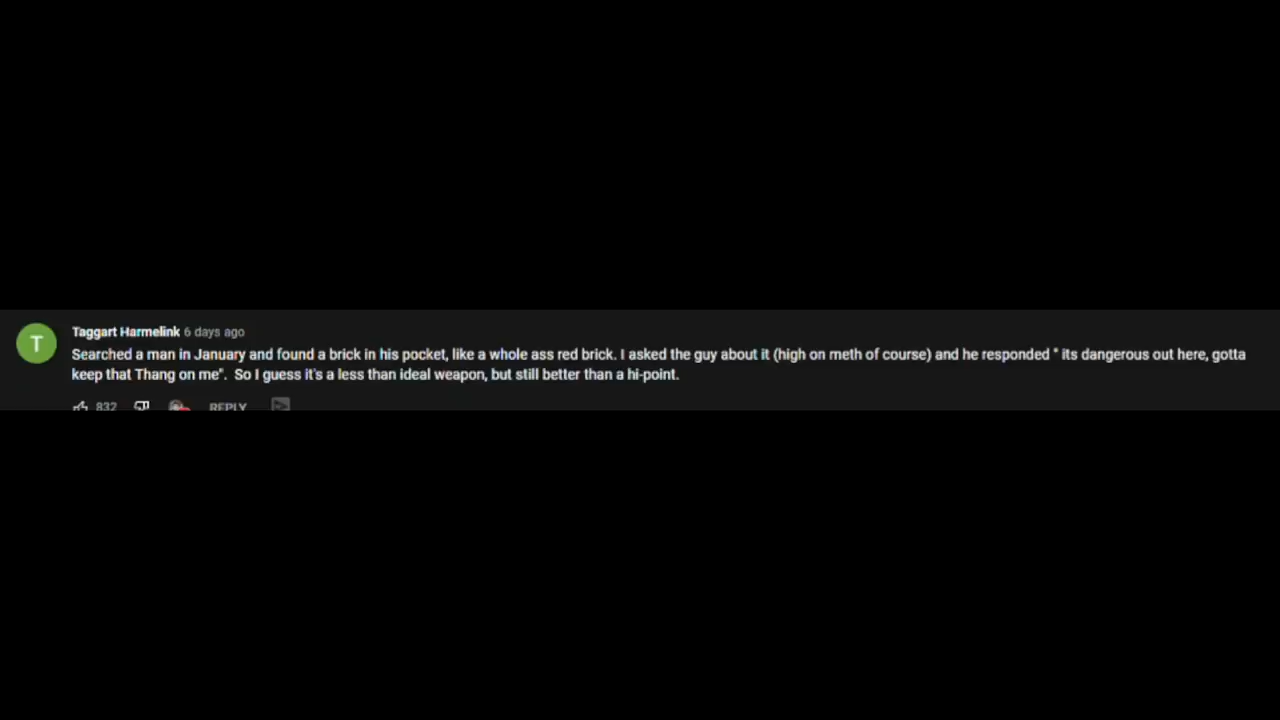 T
Taggart Harmelink 6 days ago
Searched a man in January and found a brick in his pocket, like a whole ass red brick. I asked the guy about it (high on meth of course) and he responded " its dangerous out here, gotta
keep that Thang on me".  So I guess it's a less than ideal weapon, but still better than a hi-point.
832 REPLY